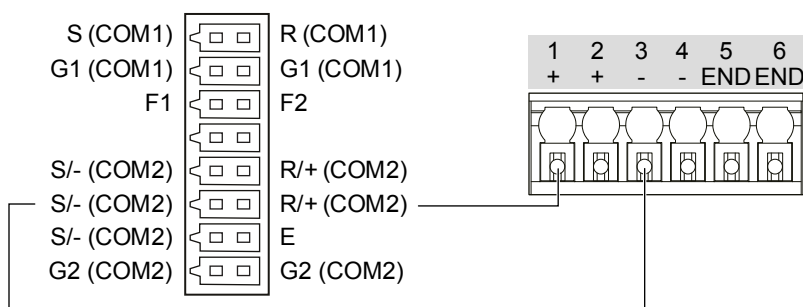 S (COM1) R (COM1)
G1 (COM1) G1 (COM1)
F1 F2
S/- (COM2) R/+ (COM2)
S/- (COM2) R/+ (COM2)
S/- (COM2) E
G2 (COM2) G2 (COM2)
1 2 3 4 5 6
+ + - - END END